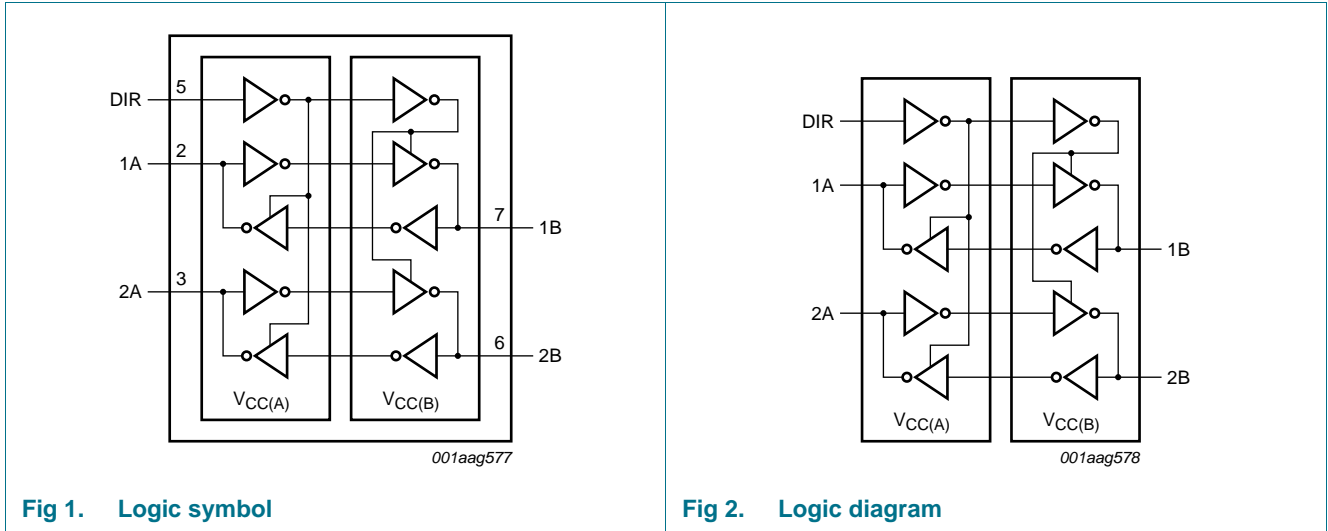 DIR 5
1A 2
7 1B
2A 3
6 2B
VCC(A) VCC(B)
001aag577
Fig 1. Logic symbol
DIR
1A
1B
2A
2B
VCC(A) VCC(B)
001aag578
Fig 2. Logic diagram